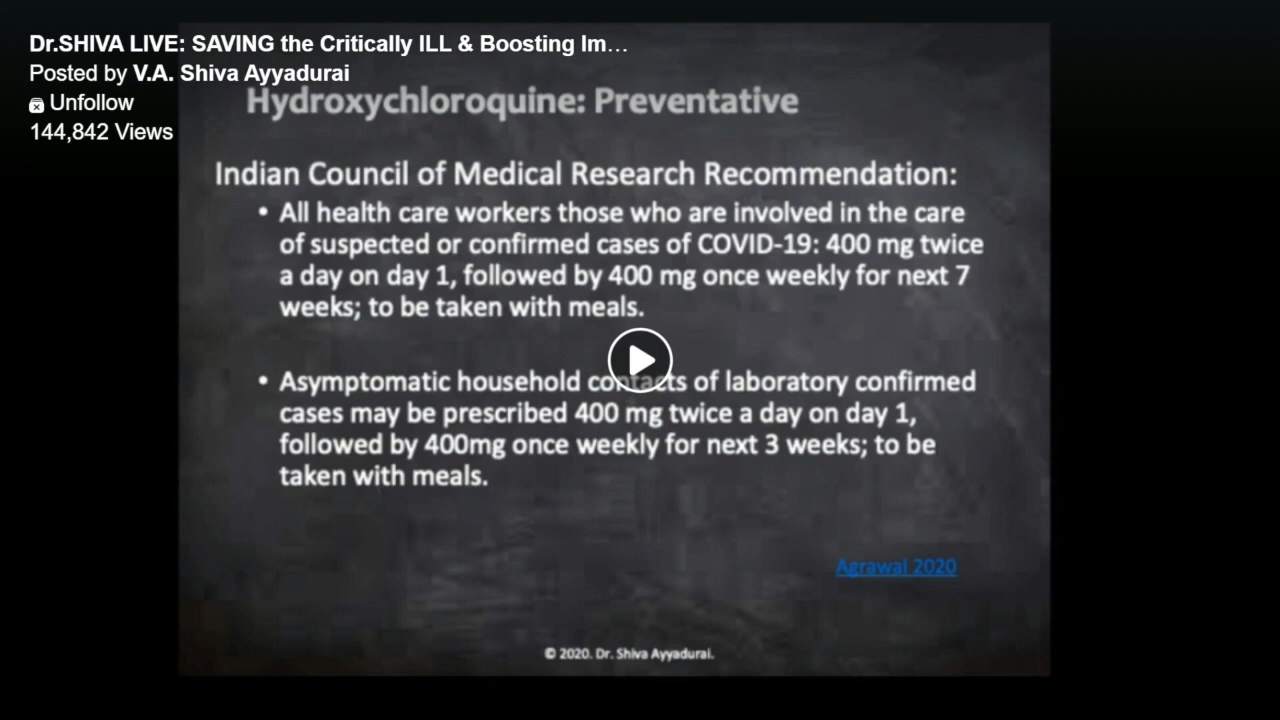 Dr.SHIVA LIVE: SAVING the Critically ILL & Boosting Im...
Posted by V.A. Shiva Ayyadurai
Unfollow
144,842 Views
Hydroxychloroquine: Preventative
Indian Council of Medical Research Recommendation:
• All health care workers those who are involved in the care
of suspected or confirmed cases of COVID-19: 400 mg twice
a day on day 1, followed by 400 mg once weekly for next 7
weeks; to be taken with meals.
• Asymptomatic household contacts of laboratory confirmed
cases may be prescribed 400 mg twice a day on day 1,
followed by 400mg once weekly for next 3 weeks; to be
taken with meals.
Agrawal 2020
© 2020. Dr. Shiva Ayyadurai.